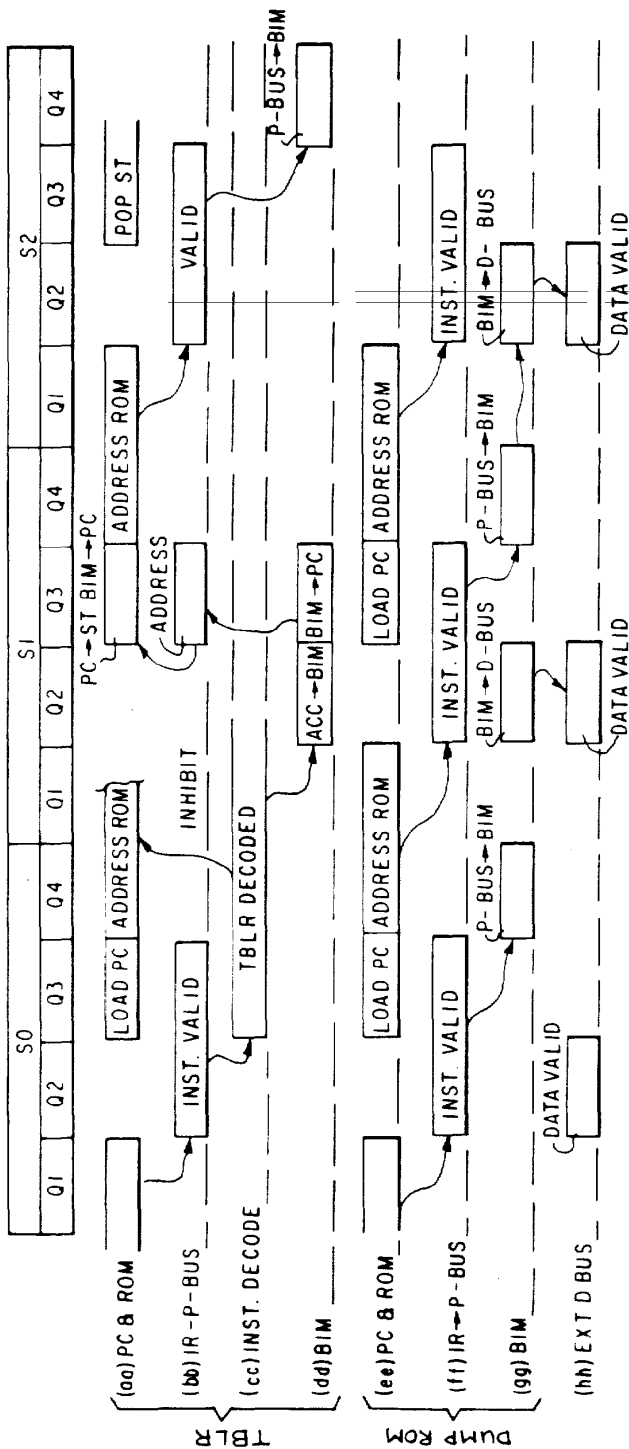 S0 S1 S2
Q1 Q2 Q3 Q4 Q1 Q2 Q3 Q4 Q1 Q2 Q3 Q4
TBLR
PC→ST BIM→PC
(aa) PC & ROM LOAD PC ADDRESS ROM ADDRESS ROM POP ST
ADDRESS
(bb) IR-P-BUS INST. VALID INHIBIT VALID
(cc) INST. DECODE TBLR DECODED
P-BUS→BIM
(dd) BIM ACC→BIM BIM→PC
DUMP ROM
(ee) PC & ROM LOAD PC ADDRESS ROM LOAD PC ADDRESS ROM
(ff) IR→P-BUS INST. VALID INST. VALID INST. VALID
P-BUS→BIM BIM→D-BUS P-BUS→BIM BIM→D-BUS
(gg) BIM
DATA VALID
(hh) EXT D BUS
DATA VALID DATA VALID